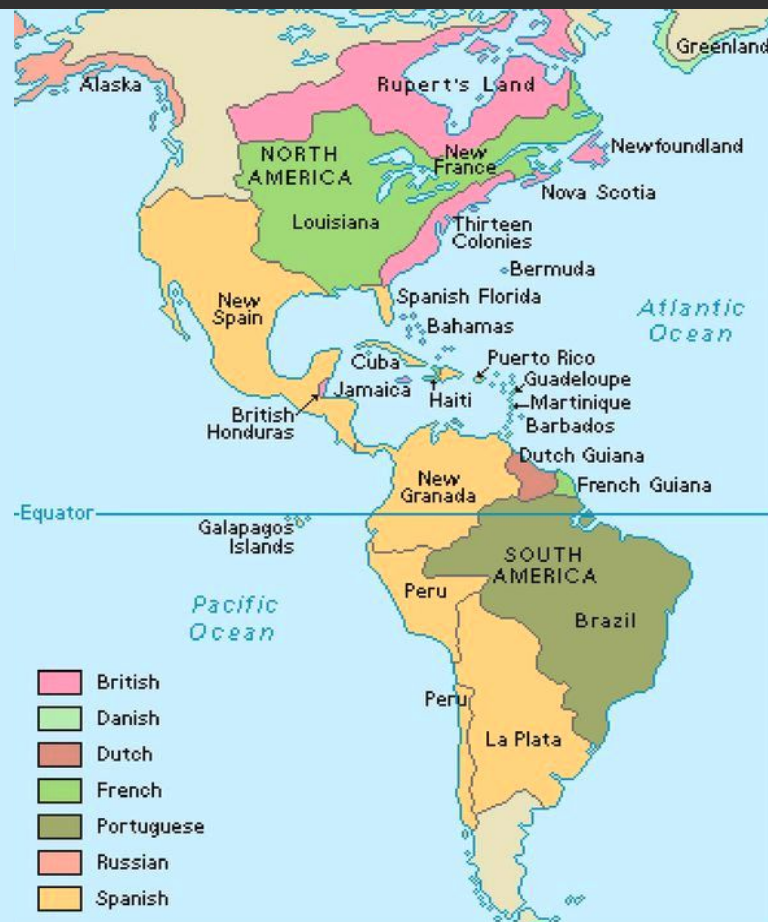 Greenland
Alaska
Rupert's Land
NORTH
AMERICA
New
France
Newfoundland
Nova Scotia
Louisiana
Thirteen
Colonies
Bermuda
New
Spain
Spanish Florida
Atlantic
Ocean
Bahamas
Cuba
Puerto Rico
Jamaica
Haiti
Guadeloupe
Martinique
British
Honduras
Barbados
Dutch Guiana
New
Granada
French Guiana
Equator
Galapagos
Islands
SOUTH
AMERICA
Peru
Pacific
Ocean
Brazil
Peru
La Plata
British
Danish
Dutch
French
Portuguese
Russian
Spanish